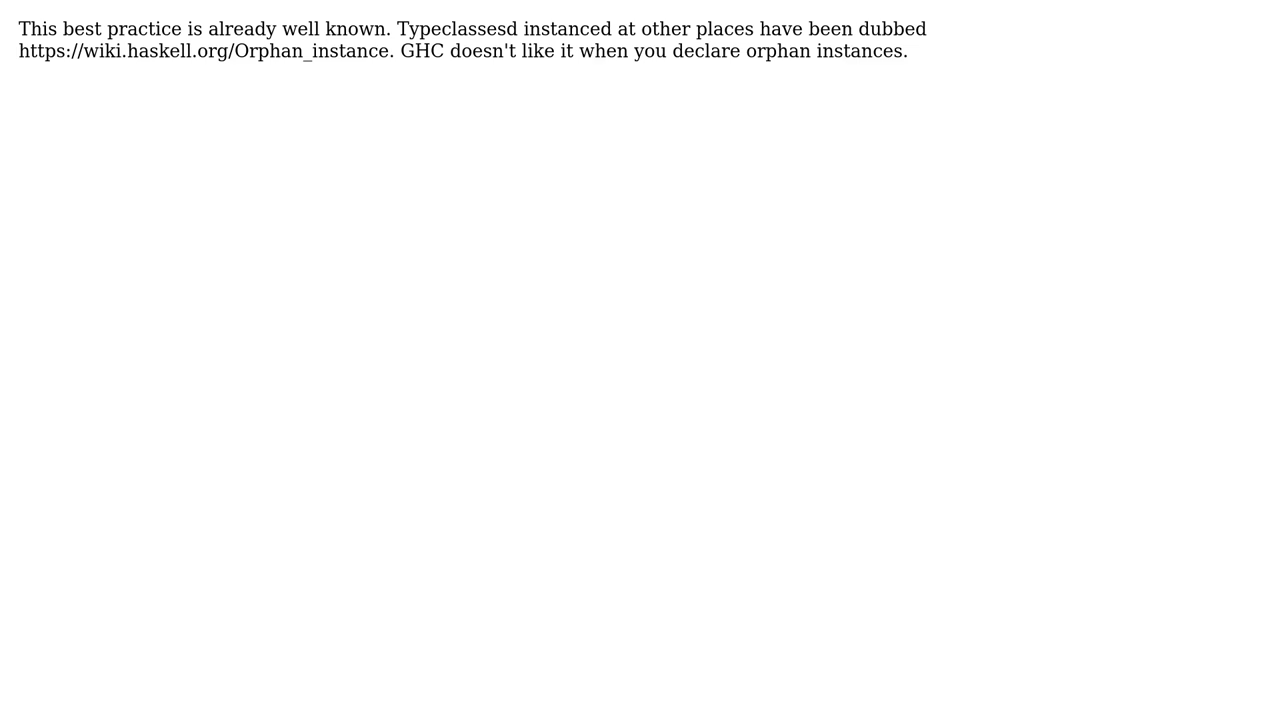 This best practice is already well known. Typeclassesd instanced at other places have been dubbed
https://wiki.haskell.org/Orphan_instance. GHC doesn't like it when you declare orphan instances.